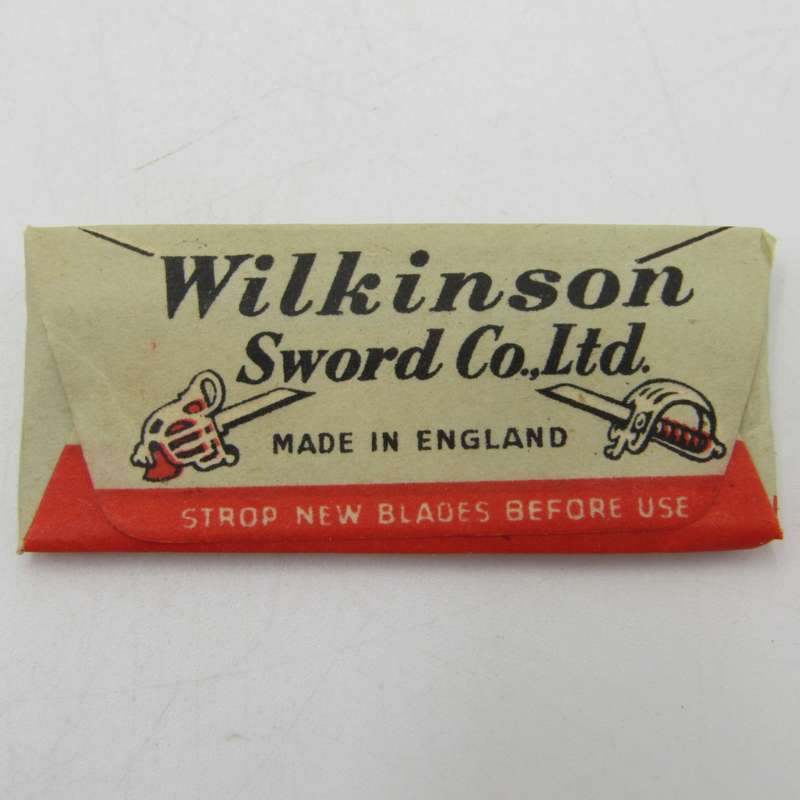 Wilkinson
Sword Co., Ltd.
MADE IN ENGLAND
STROP NEW BLADES BEFORE USE